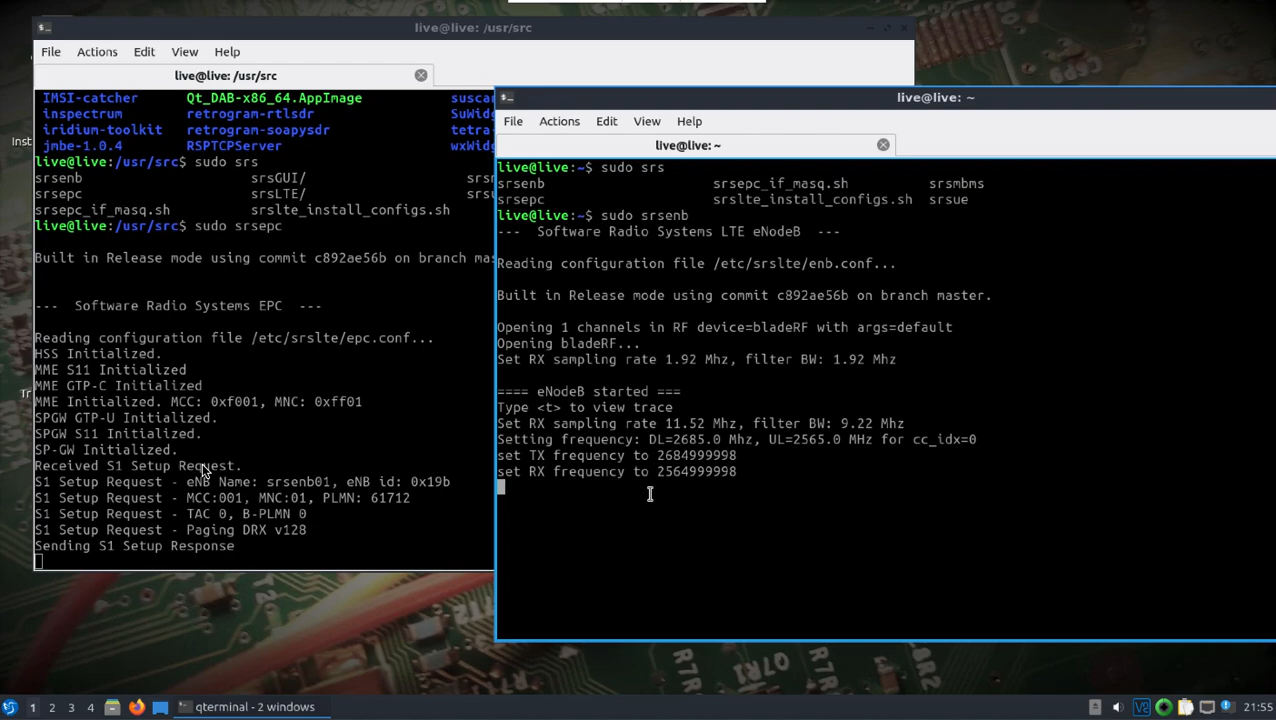 live@live: /usr/src
File Actions Edit View Help
live@live: /usr/src
IMSI-catcher Qt_DAB-x86_64.AppImage suscan
inspectrum retrogram-rtlsdr SuWidg
iridium-toolkit retrogram-soapysdr tetra-
jmbe-1.0.4 RSPTCPServer wxWidg
live@live:/usr/src$ sudo srs
srsenb srsGUI/
srsepc srsLTE/ srsu
srsepc_if_masq.sh srslte_install_configs.sh
live@live:/usr/src$ sudo srsepc
Built in Release mode using commit c892ae56b on branch mas
--- Software Radio Systems EPC ---
Reading configuration file /etc/srslte/epc.conf...
HSS Initialized.
MME S11 Initialized
MME GTP-C Initialized
MME Initialized. MCC: 0xf001, MNC: 0xff01
SPGW GTP-U Initialized.
SPGW S11 Initialized.
SP-GW Initialized.
Received S1 Setup Request.
S1 Setup Request - eNB Name: srsenb01, eNB id: 0x19b
S1 Setup Request - MCC:001, MNC:01, PLMN: 61712
S1 Setup Request - TAC 0, B-PLMN 0
S1 Setup Request - Paging DRX v128
Sending S1 Setup Response
live@live: ~
File Actions Edit View Help
live@live: ~
live@live:~$ sudo srs
srsenb srsepc_if_masq.sh srsmbms
srsepc srslte_install_configs.sh srsue
live@live:~$ sudo srsenb
--- Software Radio Systems LTE eNodeB ---
Reading configuration file /etc/srslte/enb.conf...
Built in Release mode using commit c892ae56b on branch master.
Opening 1 channels in RF device=bladeRF with args=default
Opening bladeRF...
Set RX sampling rate 1.92 Mhz, filter BW: 1.92 Mhz
==== eNodeB started ===
Type <t> to view trace
Set RX sampling rate 11.52 Mhz, filter BW: 9.22 Mhz
Setting frequency: DL=2685.0 Mhz, UL=2565.0 MHz for cc_idx=0
set TX frequency to 2684999998
set RX frequency to 2564999998
Inst
Tr
1 2 3 4 qterminal - 2 windows 21:55